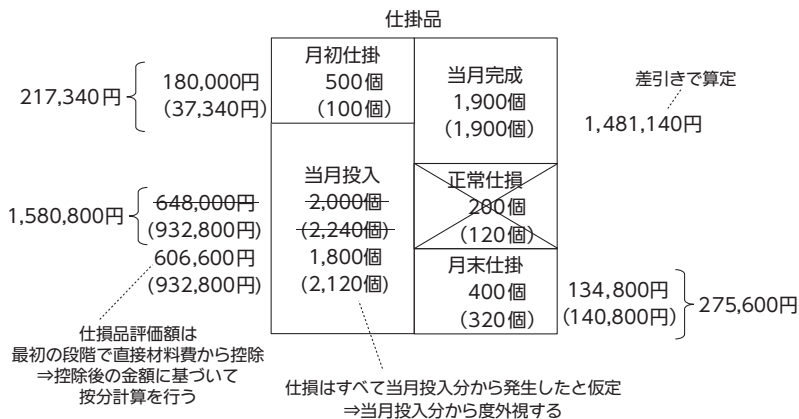 仕掛品
217,340円
180,000円
(37,340円)
月初仕掛
500個
(100個)
当月完成
1,900個
(1,900個)
差引きで算定
1,481,140円
1,580,800円
648,000円
(932,800円)
606,600円
(932,800円)
当月投入
2,000個
(2,240個)
1,800個
(2,120個)
正常仕損
200個
(120個)
月末仕掛
400個
(320個)
134,800円
(140,800円)
275,600円
仕損品評価額は
最初の段階で直接材料費から控除
⇒控除後の金額に基づいて
按分計算を行う
仕損はすべて当月投入分から発生したと仮定
⇒当月投入分から度外視する